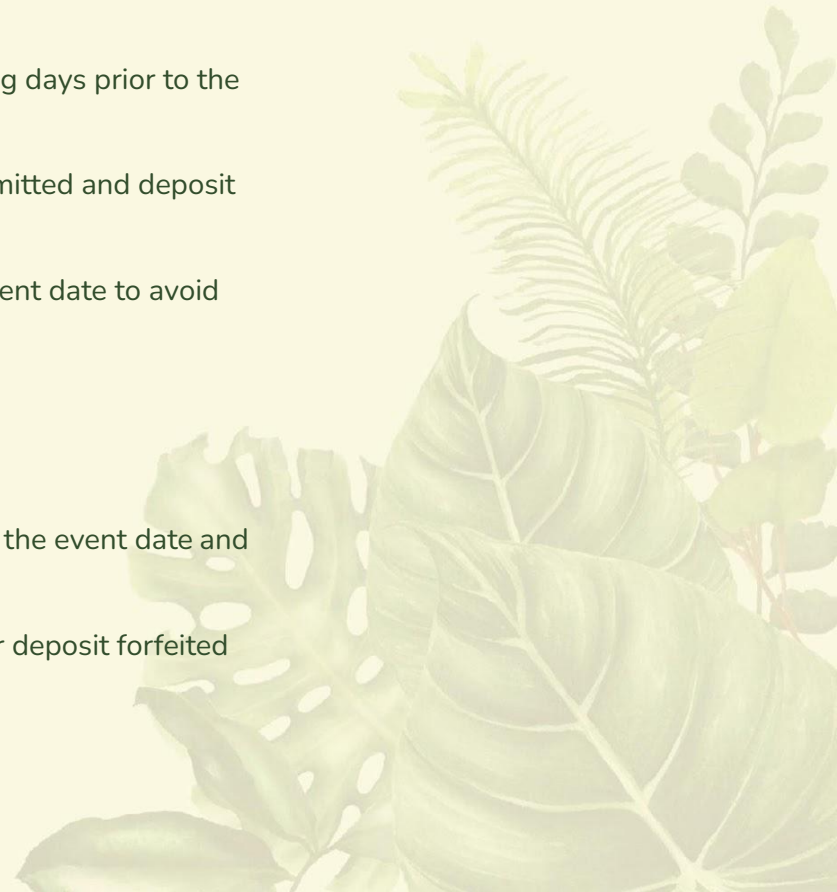 g days prior to the
mitted and deposit
ent date to avoid
the event date and
r deposit forfeited